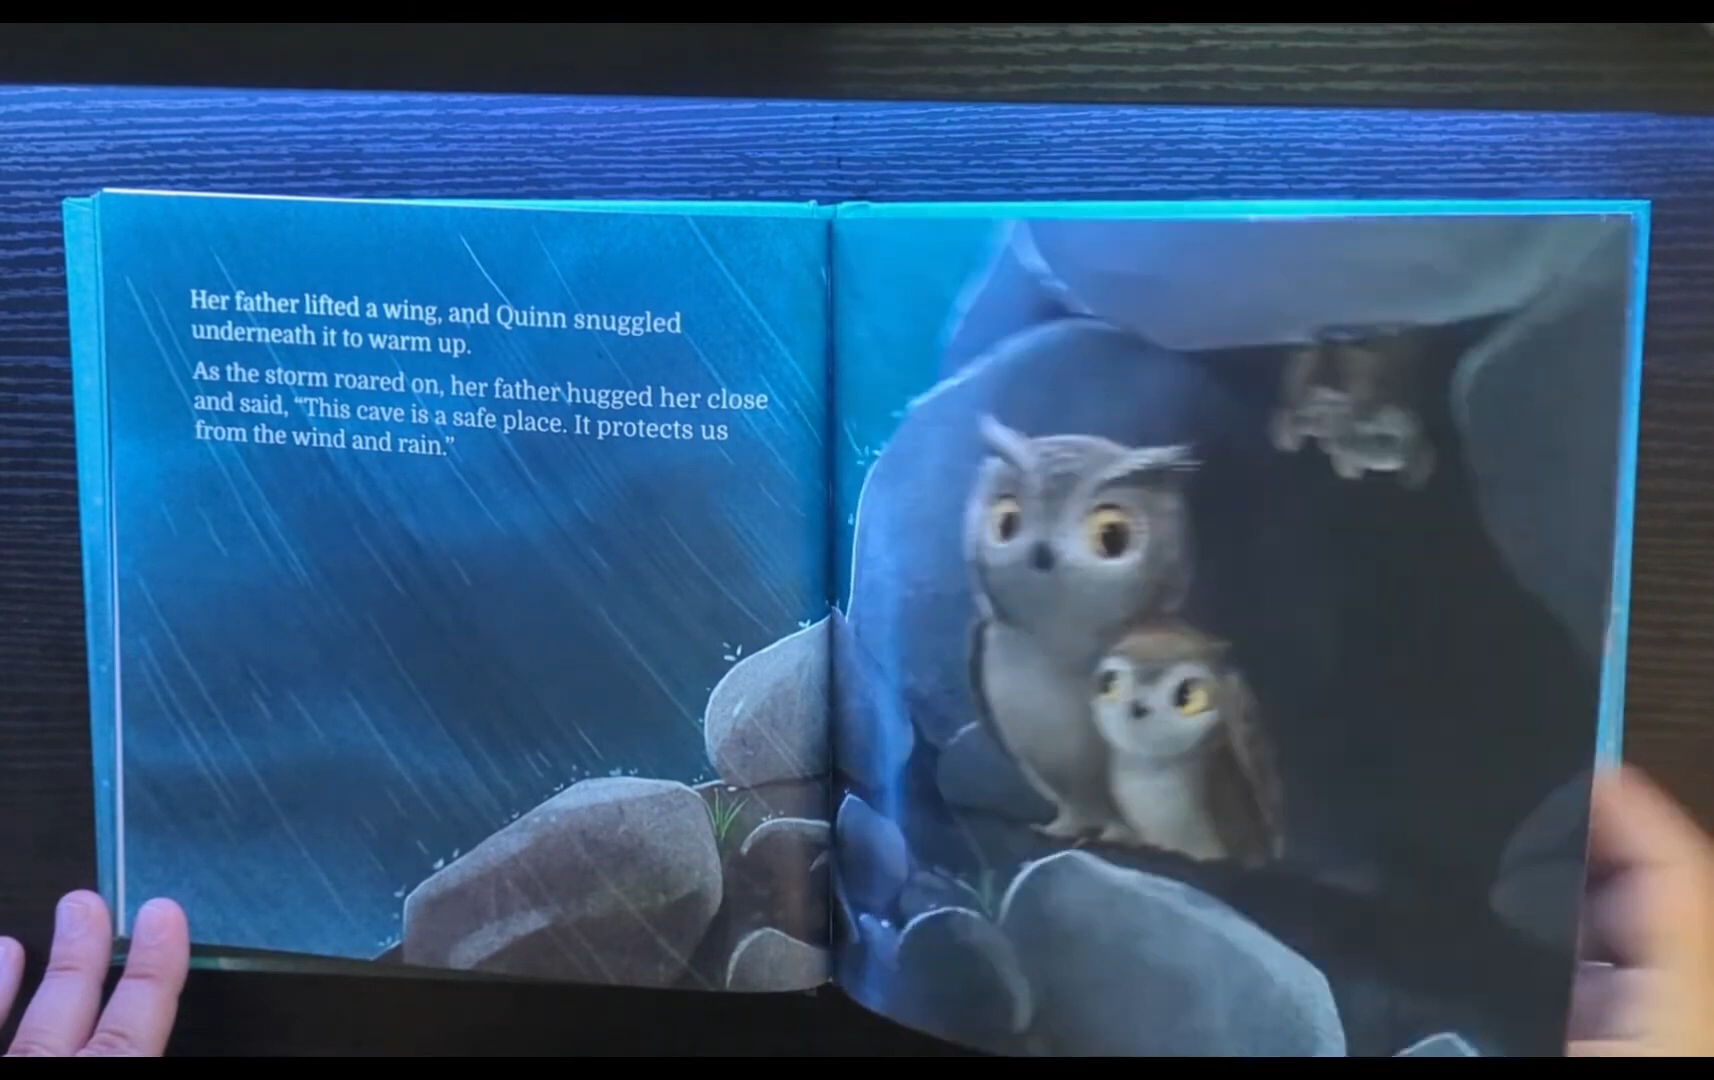 Her father lifted a wing, and Quinn snuggled
underneath it to warm up.
As the storm roared on, her father hugged her close
and said, “This cave is a safe place. It protects us
from the wind and rain.”